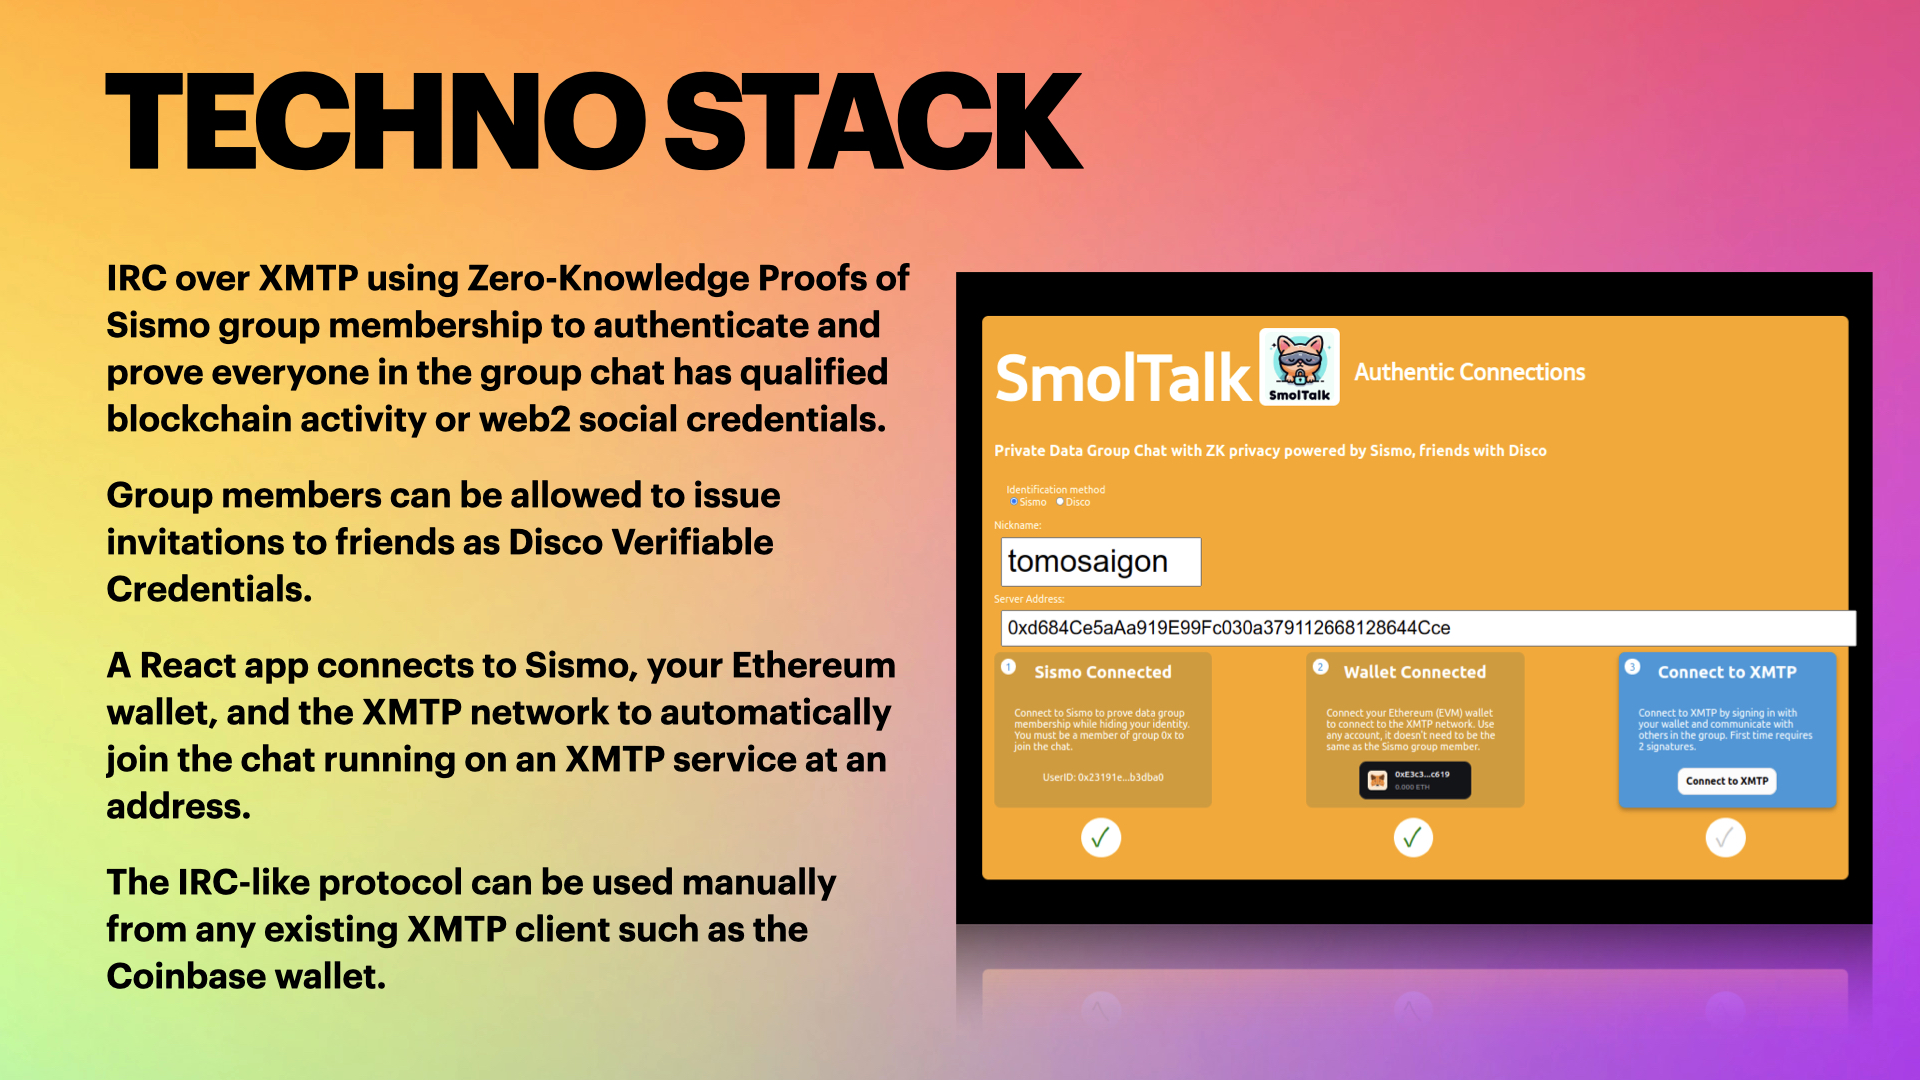 TECHNO STACK
IRC over XMTP using Zero-Knowledge Proofs of
Sismo group membership to authenticate and
prove everyone in the group chat has qualified
blockchain activity or web2 social credentials.
Group members can be allowed to issue
invitations to friends as Disco Verifiable
Credentials.
A React app connects to Sismo, your Ethereum
wallet, and the XMTP network to automatically
join the chat running on an XMTP service at an
address.
The IRC-like protocol can be used manually
from any existing XMTP client such as the
Coinbase wallet.
SmolTalk
SmolTalk
Authentic Connections
Private Data Group Chat with ZK privacy powered by Sismo, friends with Disco
Identification method
Sismo Disco
Nickname:
tomosaigon
Server Address:
0xd684Ce5aAa919E99Fc030a379112668128644Cce
1 Sismo Connected
Connect to Sismo to prove data group
membership while hiding your identity.
You must be a member of group 0x to
join the chat.
UserID: 0x23191e...b3dba0
2 Wallet Connected
Connect your Ethereum (EVM) wallet
to connect to the XMTP network. Use
any account, it doesn't need to be the
same as the Sismo group member.
0xE3c3...c619
0.000 ETH
3 Connect to XMTP
Connect to XMTP by signing in with
your wallet and communicate with
others in the group. First time requires
2 signatures.
Connect to XMTP